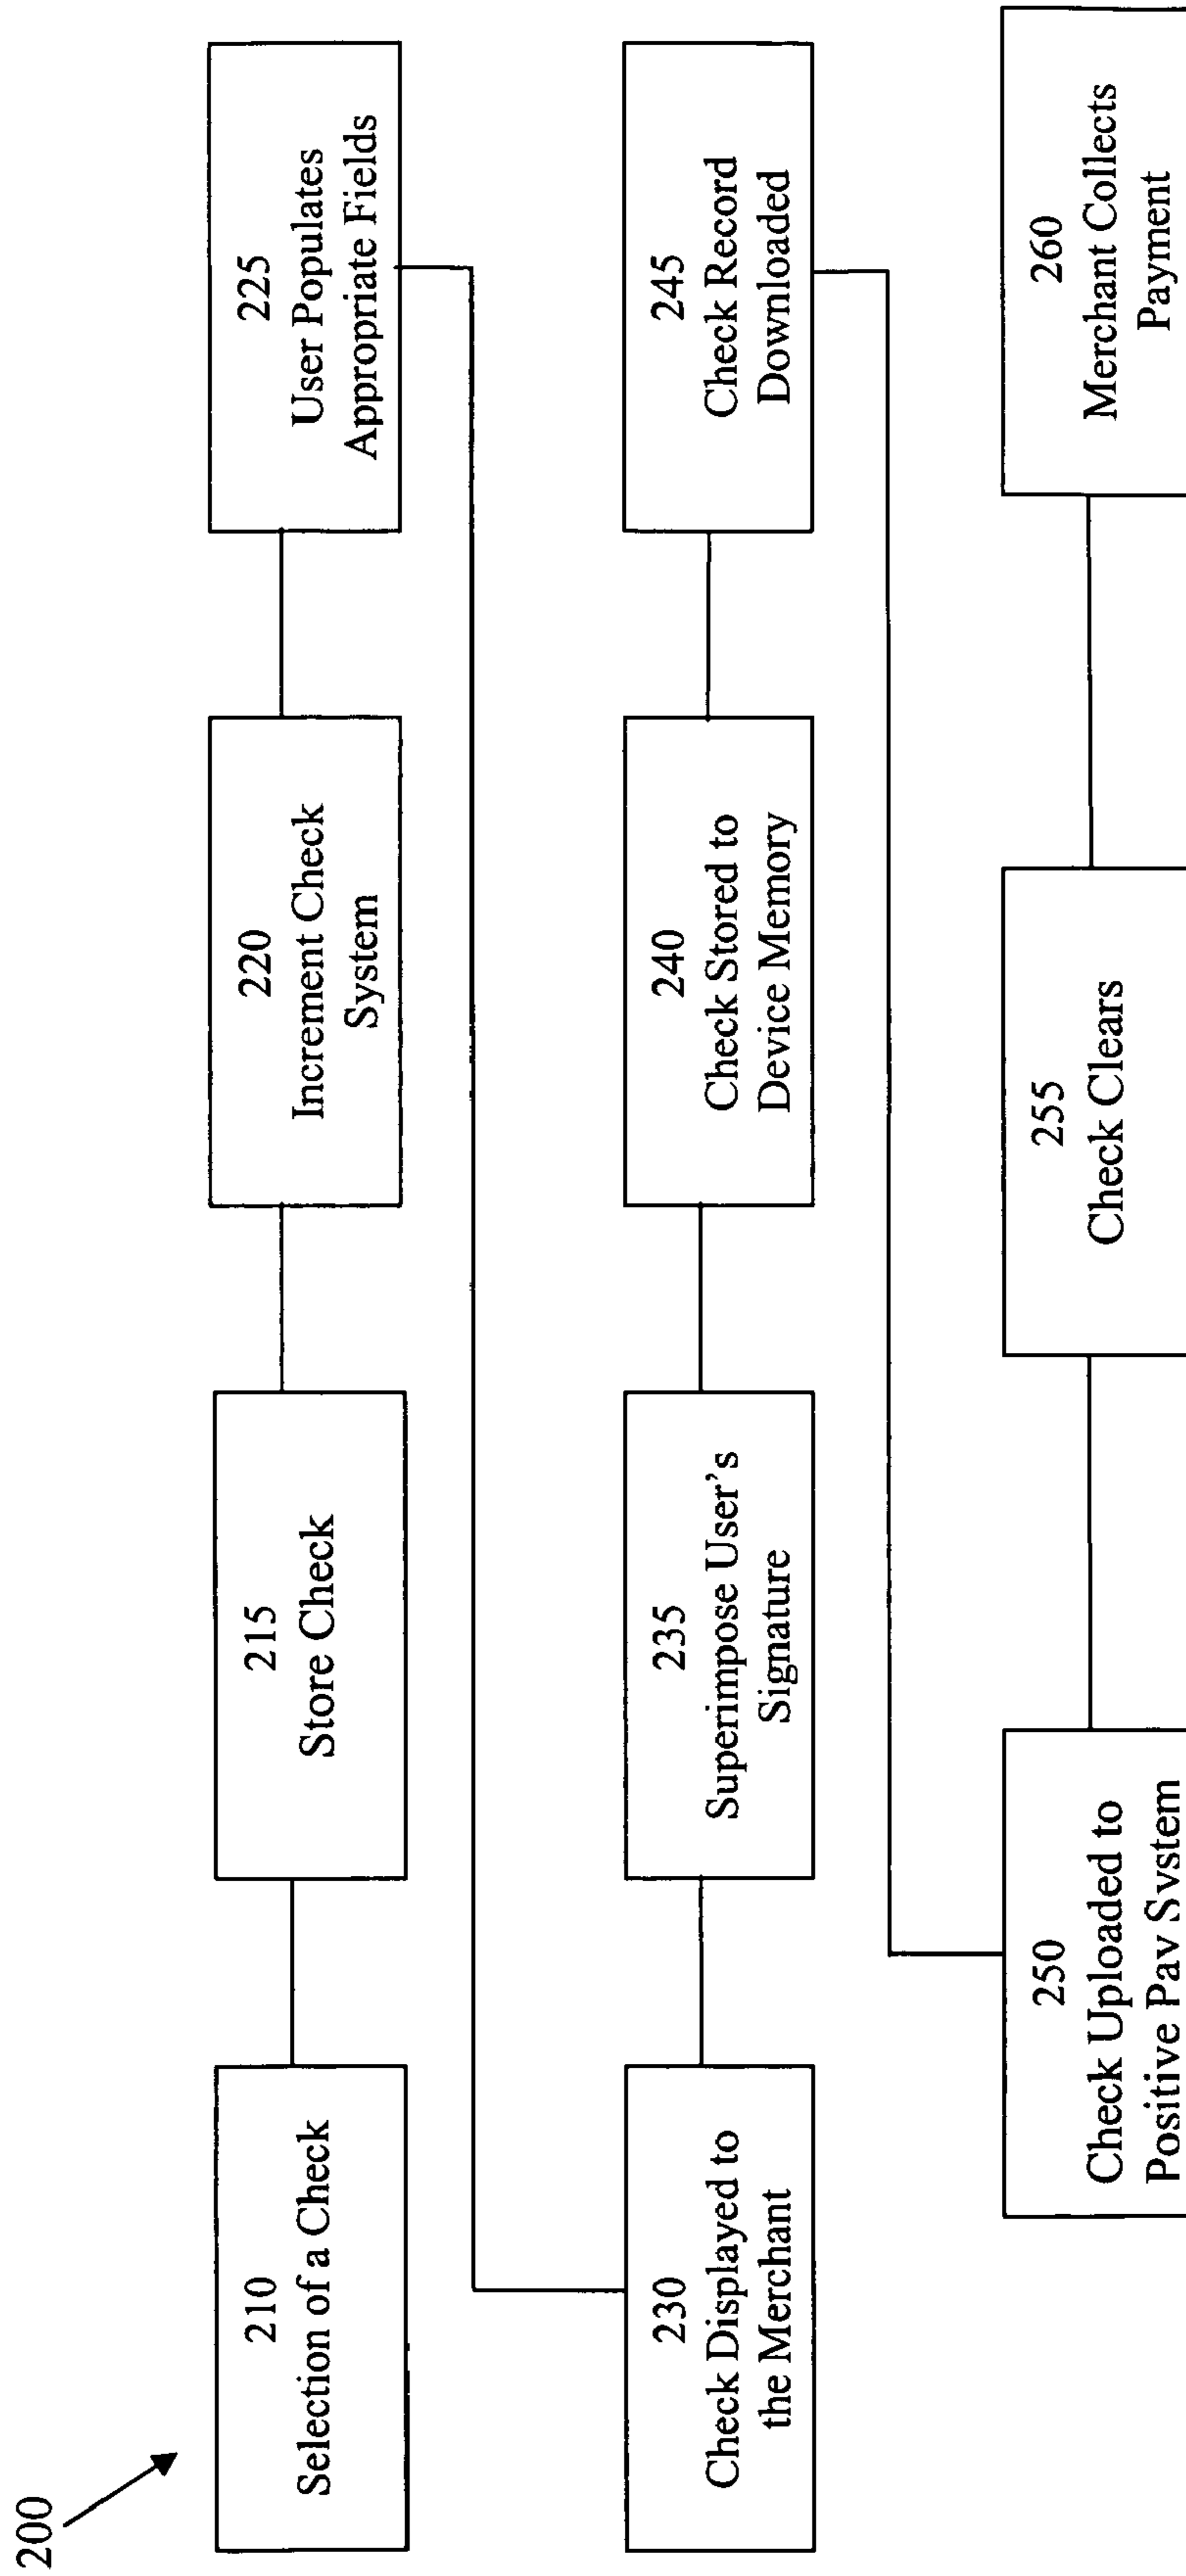 200
210
Selection of a Check
215
Store Check
220
Increment Check
System
225
User Populates
Appropriate Fields
230
Check Displayed to
the Merchant
235
Superimpose User's
Signature
240
Check Stored to
Device Memory
245
Check Record
Downloaded
250
Check Uploaded to
Positive Pay System
255
Check Clears
260
Merchant Collects
Payment